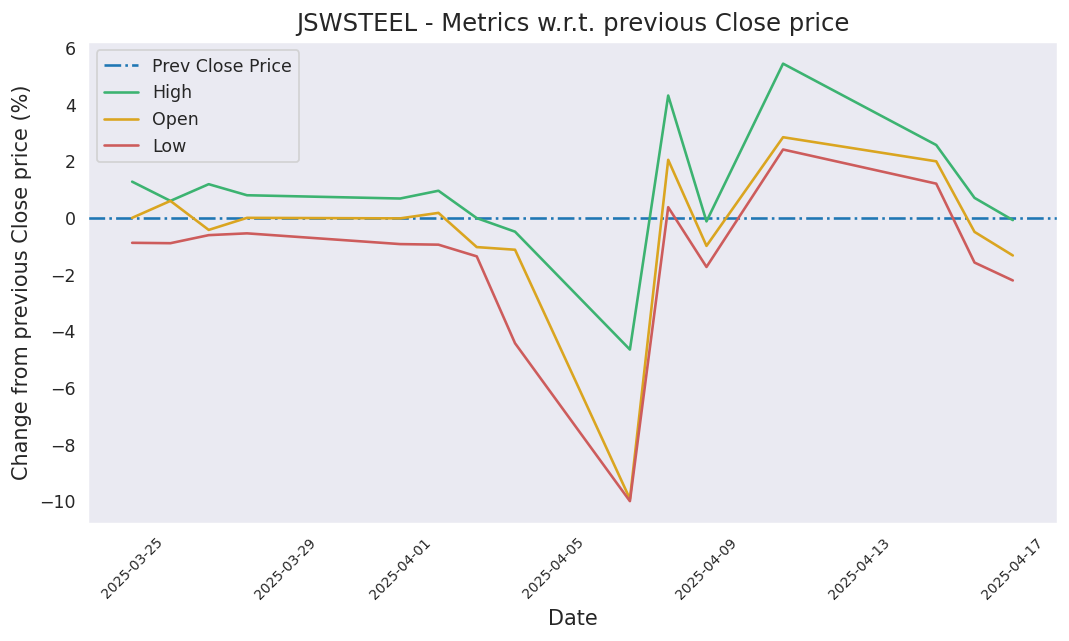 JSWSTEEL - Metrics w.r.t. previous Close price
Change from previous Close price (%)
6
4
2
0
−2
−4
−6
−8
−10
Prev Close Price
High
Open
Low
2025-03-25
2025-03-29
2025-04-01
2025-04-05
2025-04-09
2025-04-13
2025-04-17
Date